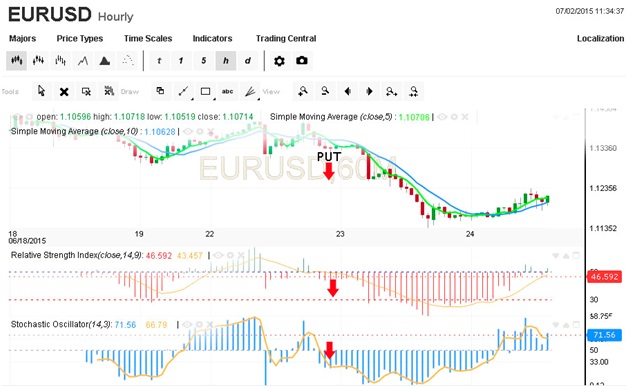 EURUSD Hourly
07/02/2015 11:34:37
Majors Price Types Time Scales Indicators Trading Central Localization
t 1 5 h d
Tools Draw abc View
open: 1.10596 high: 1.10718 low: 1.10519 close: 1.10714 Simple Moving Average (close,5) : 1.10706
Simple Moving Average (close,10) : 1.10628
1.13360
EURUSD,60
PUT
1.12356
1.11352
18 19 22 23 24
06/18/2015
Relative Strength Index(close,14,9): 46.592 43.457
46.592
30
Stochastic Oscillator(14,3): 71.56 66.79
58.75
71.56
50
33.00